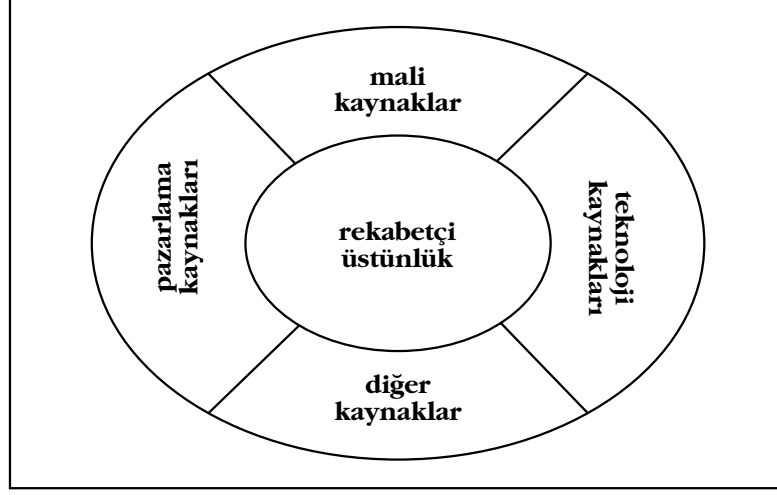 mali
kaynaklar
pazarlama
kaynakları
rekabetçi
üstünlük
teknoloji
kaynakları
diğer
kaynaklar